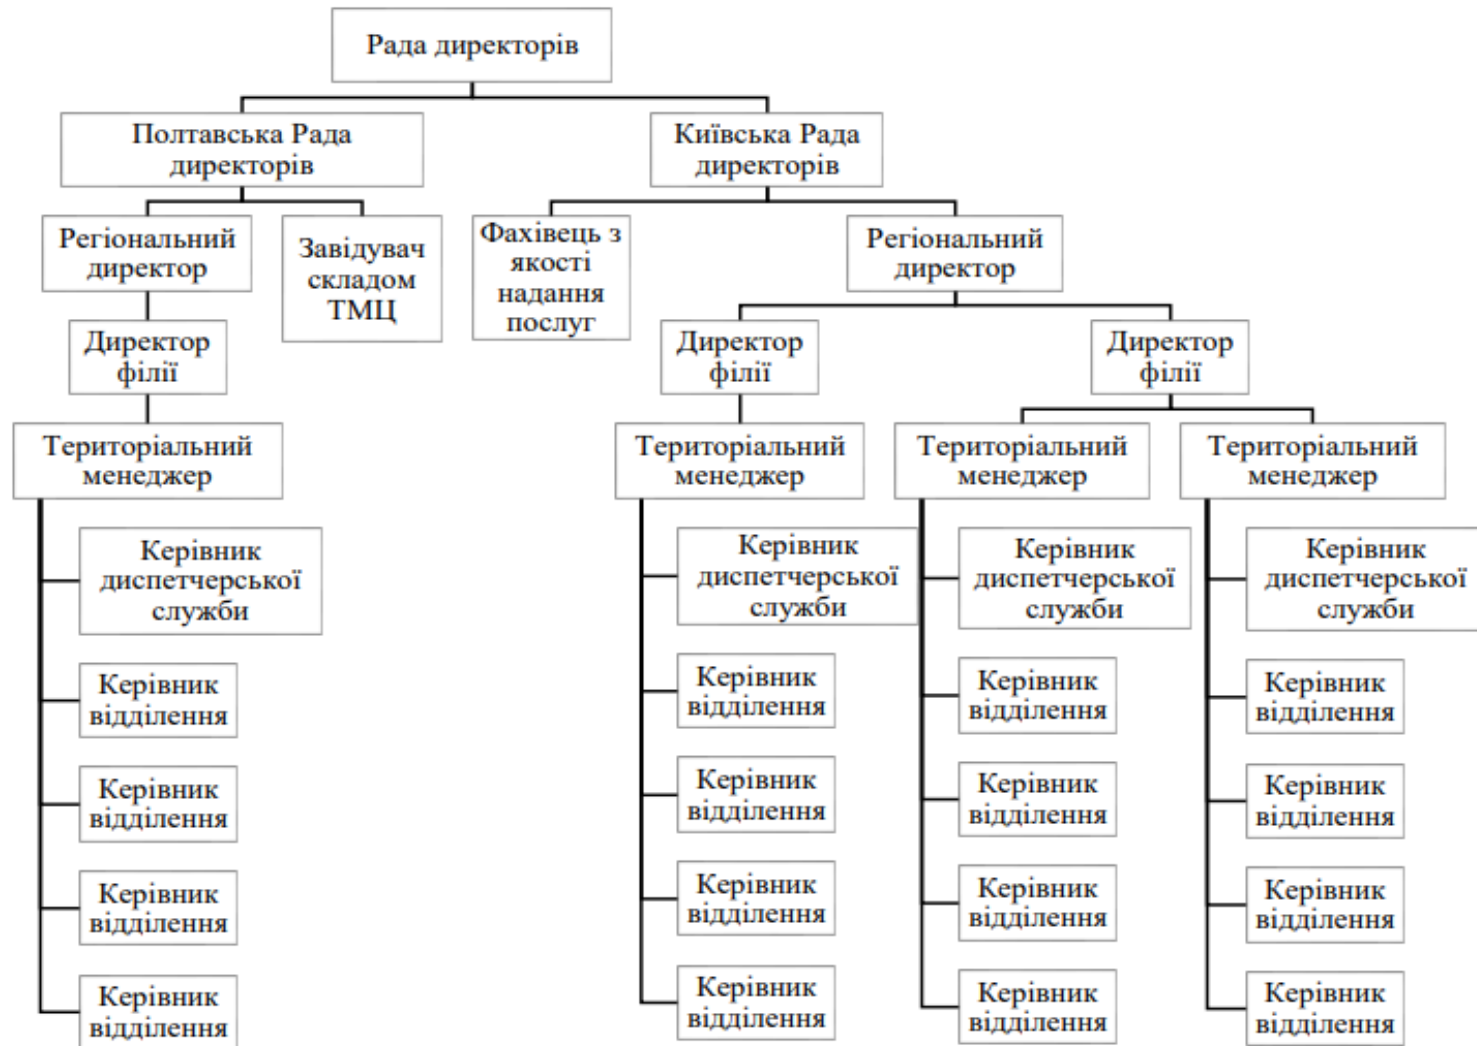 Рада директорів
Полтавська Рада
директорів
Київська Рада
директорів
Регіональний
директор
Завідувач
складом
ТМЦ
Фахівець з
якості
надання
послуг
Регіональний
директор
Директор
філії
Директор
філії
Директор
філії
Територіальний
менеджер
Територіальний
менеджер
Територіальний
менеджер
Територіальний
менеджер
Керівник
диспетчерської
служби
Керівник
відділення
Керівник
відділення
Керівник
відділення
Керівник
відділення
Керівник
диспетчерської
служби
Керівник
відділення
Керівник
відділення
Керівник
відділення
Керівник
відділення
Керівник
диспетчерської
служби
Керівник
відділення
Керівник
відділення
Керівник
відділення
Керівник
відділення
Керівник
диспетчерської
служби
Керівник
відділення
Керівник
відділення
Керівник
відділення
Керівник
відділення